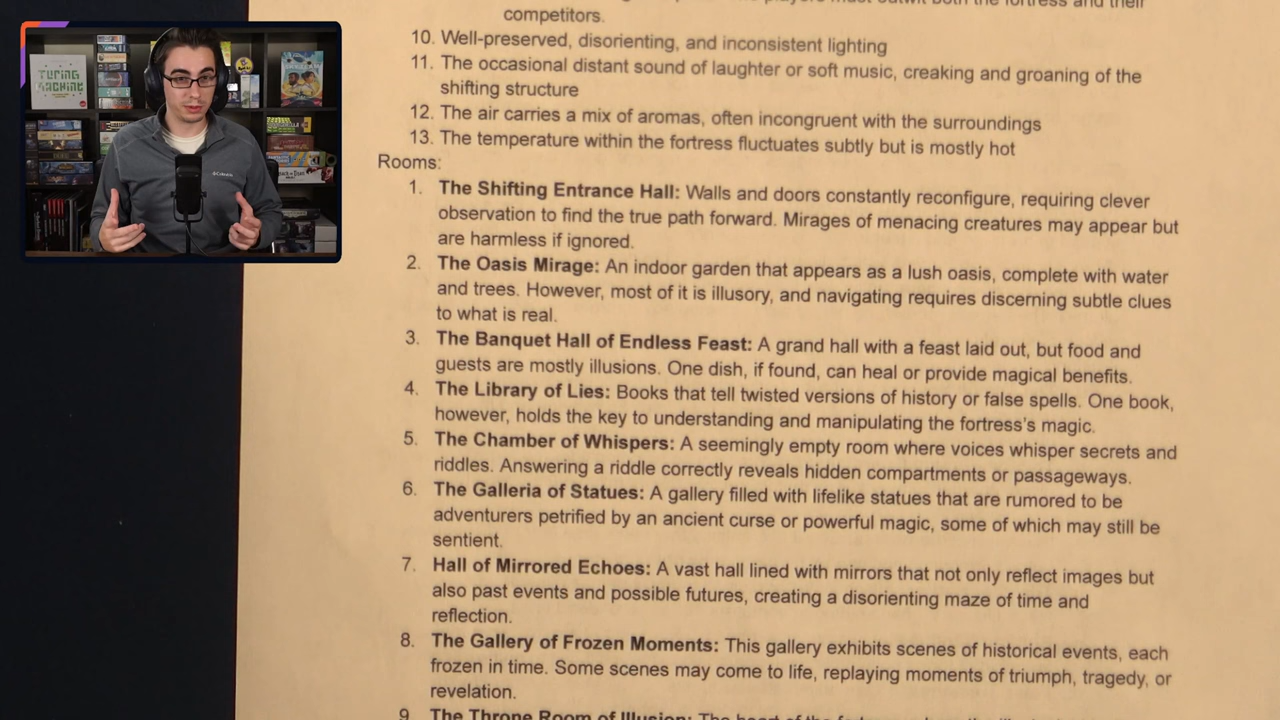 competitors.
10. Well-preserved, disorienting, and inconsistent lighting
11. The occasional distant sound of laughter or soft music, creaking and groaning of the
shifting structure
12. The air carries a mix of aromas, often incongruent with the surroundings
13. The temperature within the fortress fluctuates subtly but is mostly hot
Rooms:
1. The Shifting Entrance Hall: Walls and doors constantly reconfigure, requiring clever
observation to find the true path forward. Mirages of menacing creatures may appear but
are harmless if ignored.
2. The Oasis Mirage: An indoor garden that appears as a lush oasis, complete with water
and trees. However, most of it is illusory, and navigating requires discerning subtle clues
to what is real.
3. The Banquet Hall of Endless Feast: A grand hall with a feast laid out, but food and
guests are mostly illusions. One dish, if found, can heal or provide magical benefits.
4. The Library of Lies: Books that tell twisted versions of history or false spells. One book,
however, holds the key to understanding and manipulating the fortress's magic.
5. The Chamber of Whispers: A seemingly empty room where voices whisper secrets and
riddles. Answering a riddle correctly reveals hidden compartments or passageways.
6. The Galleria of Statues: A gallery filled with lifelike statues that are rumored to be
adventurers petrified by an ancient curse or powerful magic, some of which may still be
sentient.
7. Hall of Mirrored Echoes: A vast hall lined with mirrors that not only reflect images but
also past events and possible futures, creating a disorienting maze of time and
reflection.
8. The Gallery of Frozen Moments: This gallery exhibits scenes of historical events, each
frozen in time. Some scenes may come to life, replaying moments of triumph, tragedy, or
revelation.
9. The Throne Room of Illusion: The heart of the
TURING
MACHINE
Columbia